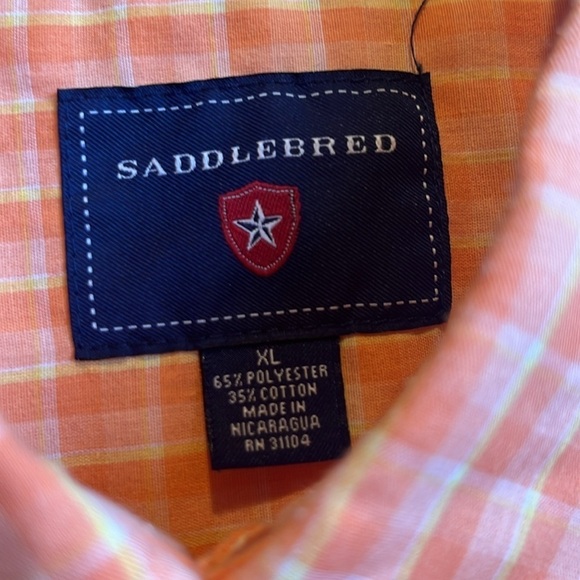 SADDLEBRED
XL
65% POLYESTER
35% COTTON
MADE IN
NICARAGUA
RN 31104